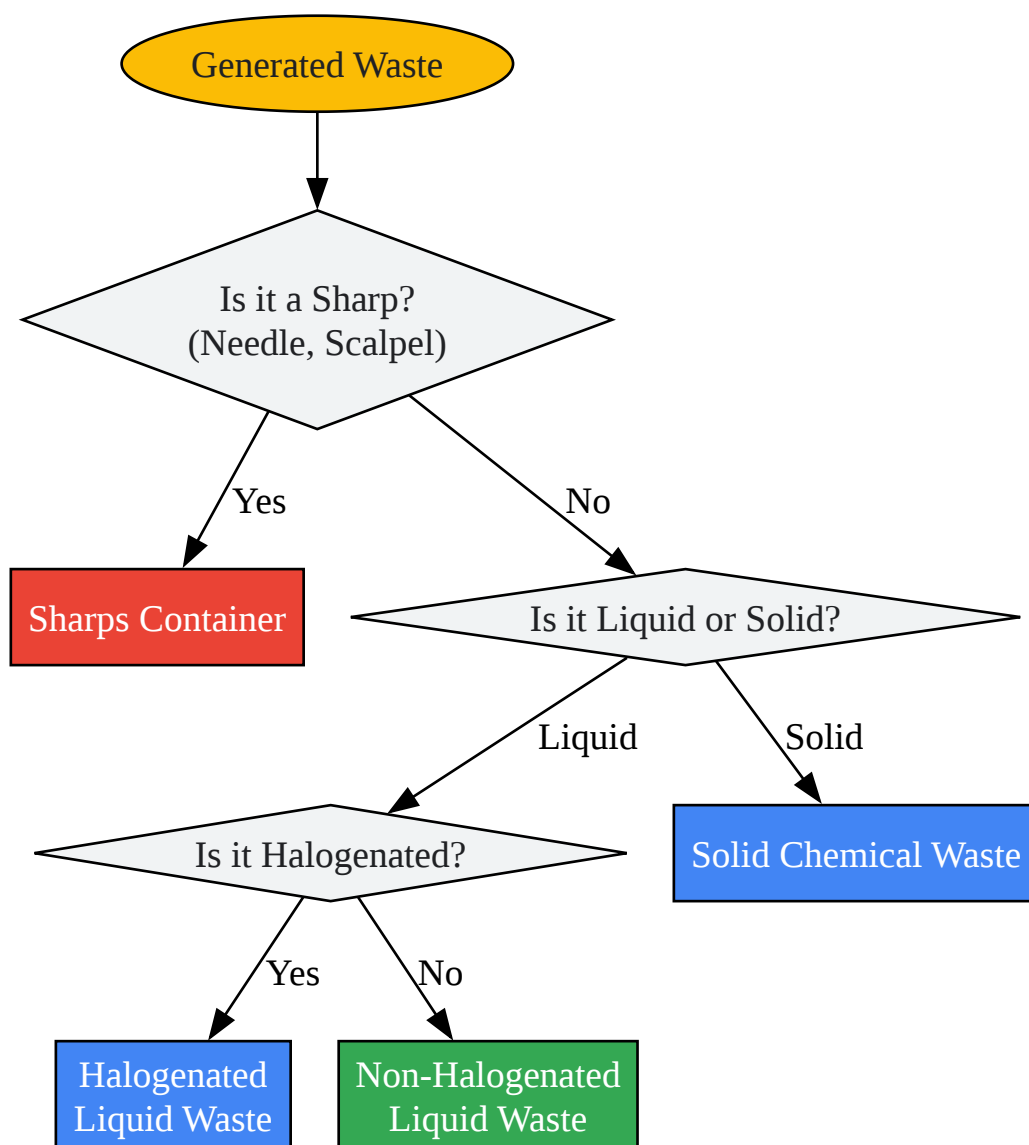 Generated Waste
Is it a Sharp?
(Needle, Scalpel)
Yes
No
Sharps Container
Is it Liquid or Solid?
Liquid
Solid
Is it Halogenated?
Solid Chemical Waste
Yes
No
Halogenated
Liquid Waste
Non-Halogenated
Liquid Waste